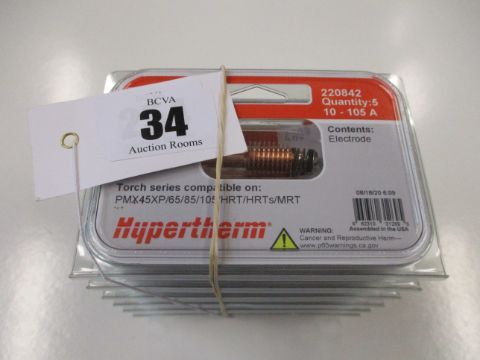 BCVA
34
Auction Rooms
220842
Quantity:5
10 - 105 A
Contents:
Electrode
Torch series compatible on:
PMX45XP/65/85/105/HRT/HRTs/MRT
Hypertherm
WARNING:
Cancer and Reproductive Harm—
www.p65warnings.ca.gov
Assembled in the USA